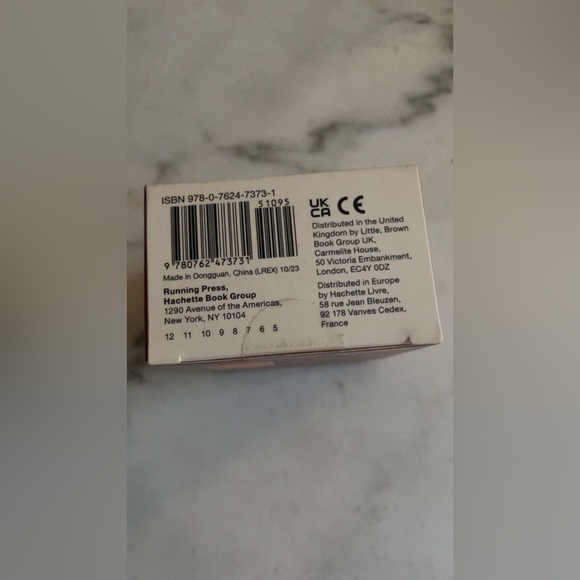 ISBN 978-0-7624-7373-1
51095
9 780762 473731
Made in Dongguan, China (LREX) 10/23
Running Press,
Hachette Book Group
1290 Avenue of the Americas,
New York, NY 10104
12 11 10 9 8 7 6 5
UK
CA CE
Distributed in the United
Kingdom by Little, Brown
Book Group UK,
Carmelite House,
50 Victoria Embankment,
London, EC4Y 0DZ
Distributed in Europe
by Hachette Livre,
58 rue Jean Bleuzen,
92 178 Vanves Cedex,
France